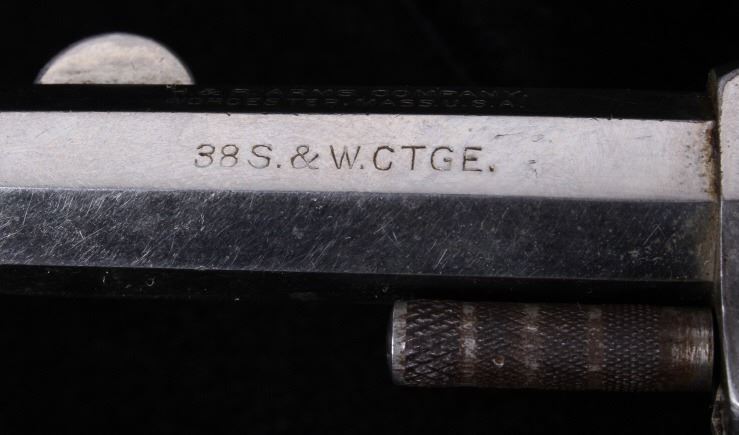 H & R ARMS COMPANY.
WORCESTER, MASS. U.S.A.
38 S. & W. CTGE.